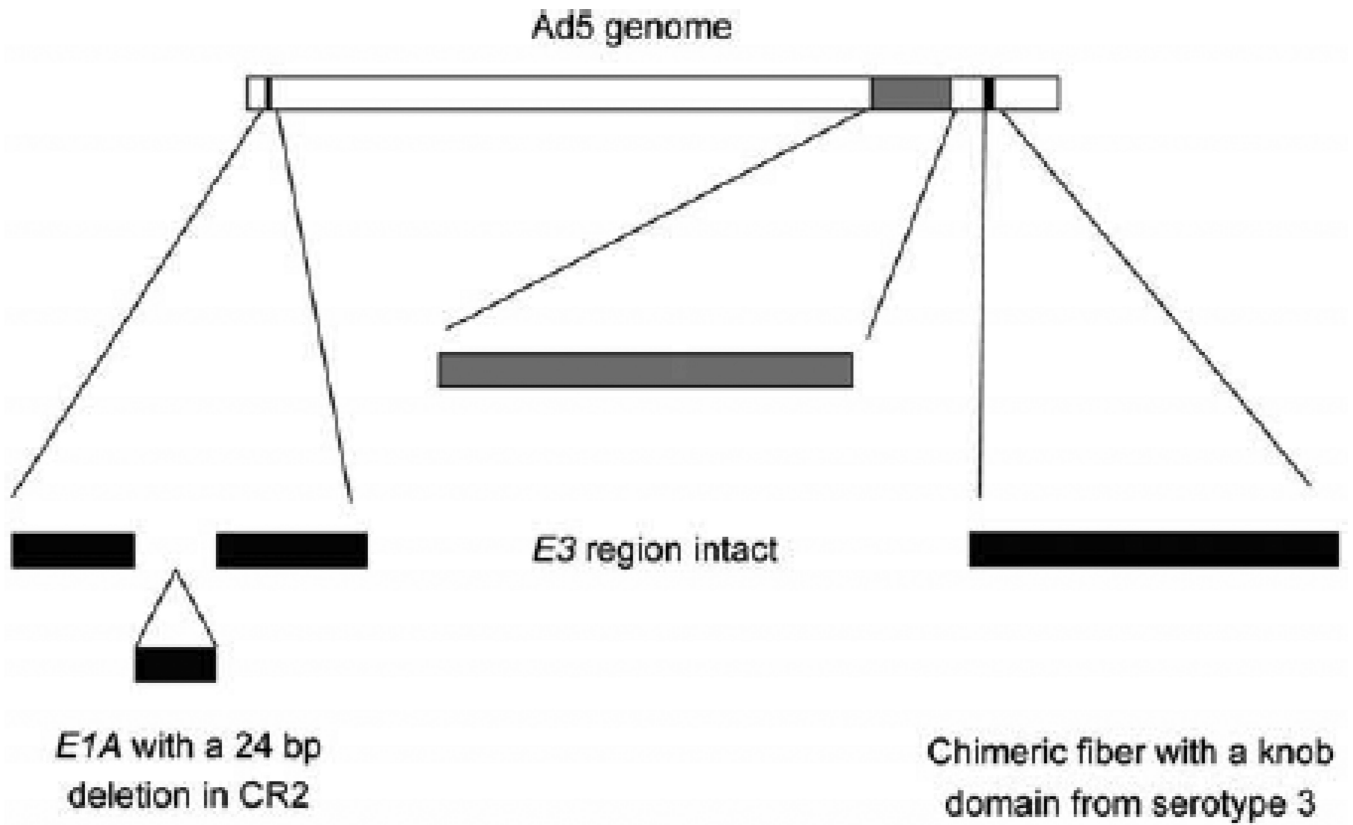 Ad5 genome
E3 region intact
E1A with a 24 bp
deletion in CR2
Chimeric fiber with a knob
domain from serotype 3